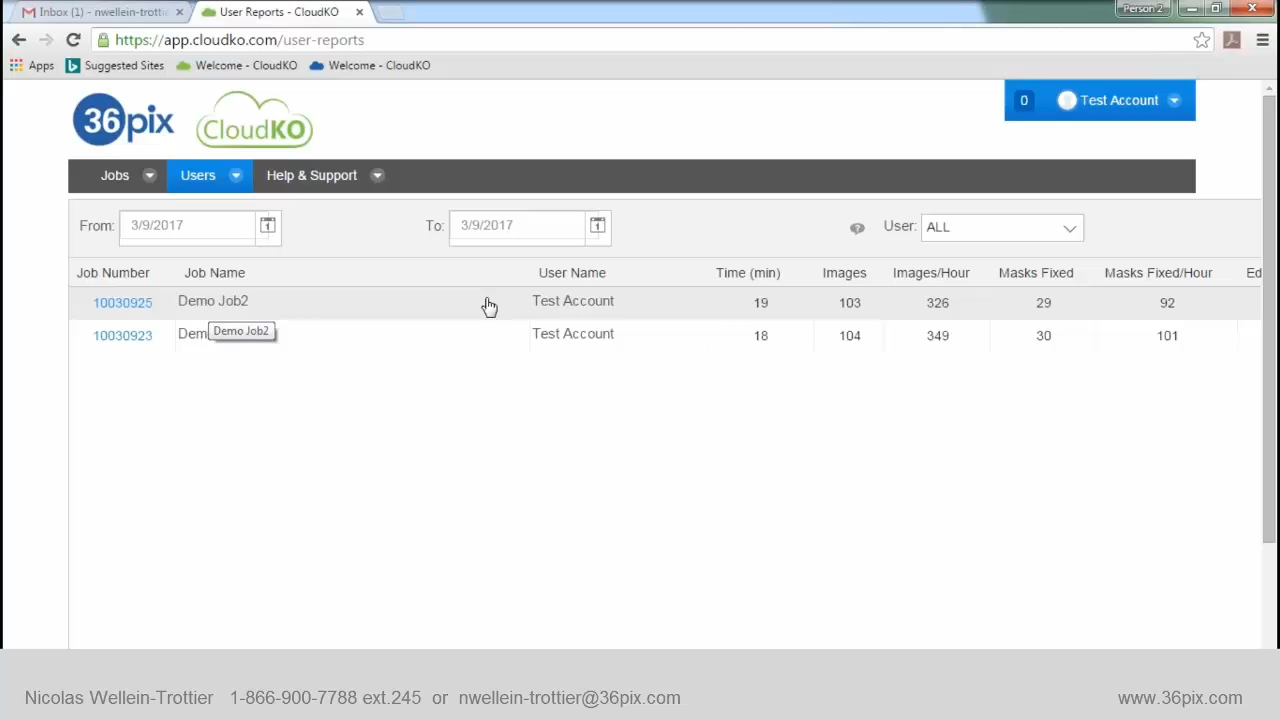 Inbox (1) - nwellein-trotti
User Reports - CloudKO
Person 2
https://app.cloudko.com/user-reports
Apps
Suggested Sites
Welcome - CloudKO
Welcome - CloudKO
36pix
CloudKO
0
Test Account
Jobs
Users
Help & Support
From:
3/9/2017
1
To:
3/9/2017
1
User:
ALL
Job Number Job Name User Name Time (min) Images Images/Hour Masks Fixed Masks Fixed/Hour Ed
10030925 Demo Job2 Test Account 19 103 326 29 92
10030923 Dem Test Account 18 104 349 30 101
Demo Job2
Nicolas Wellein-Trottier 1-866-900-7788 ext.245 or nwellein-trottier@36pix.com
www.36pix.com